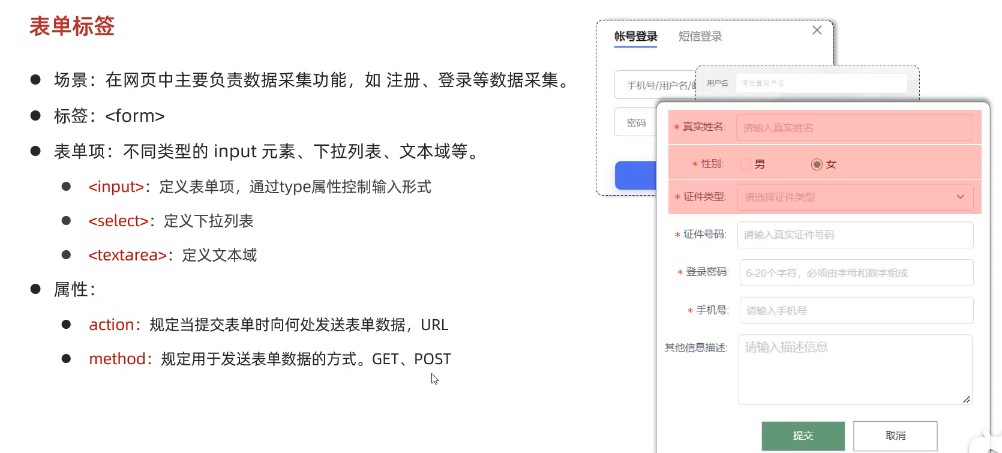 表单标签
场景：在网页中主要负责数据采集功能，如 注册、登录等数据采集。
标签：<form>
表单项：不同类型的 input 元素、下拉列表、文本域等。
<input>：定义表单项，通过type属性控制输入形式
<select>：定义下拉列表
<textarea>：定义文本域
属性：
action：规定当提交表单时向何处发送表单数据，URL
method：规定用于发送表单数据的方式。GET、POST
帐号登录 短信登录
手机号/用户名/
密码
用户名
* 真实姓名: 请输入真实姓名
* 性别: 男 女
* 证件类型: 请选择证件类型
* 证件号码: 请输入真实证件号码
* 登录密码: 6-20个字符，必须由字母和数字组成
* 手机号: 请输入手机号
其他信息描述: 请输入描述信息
提交 取消